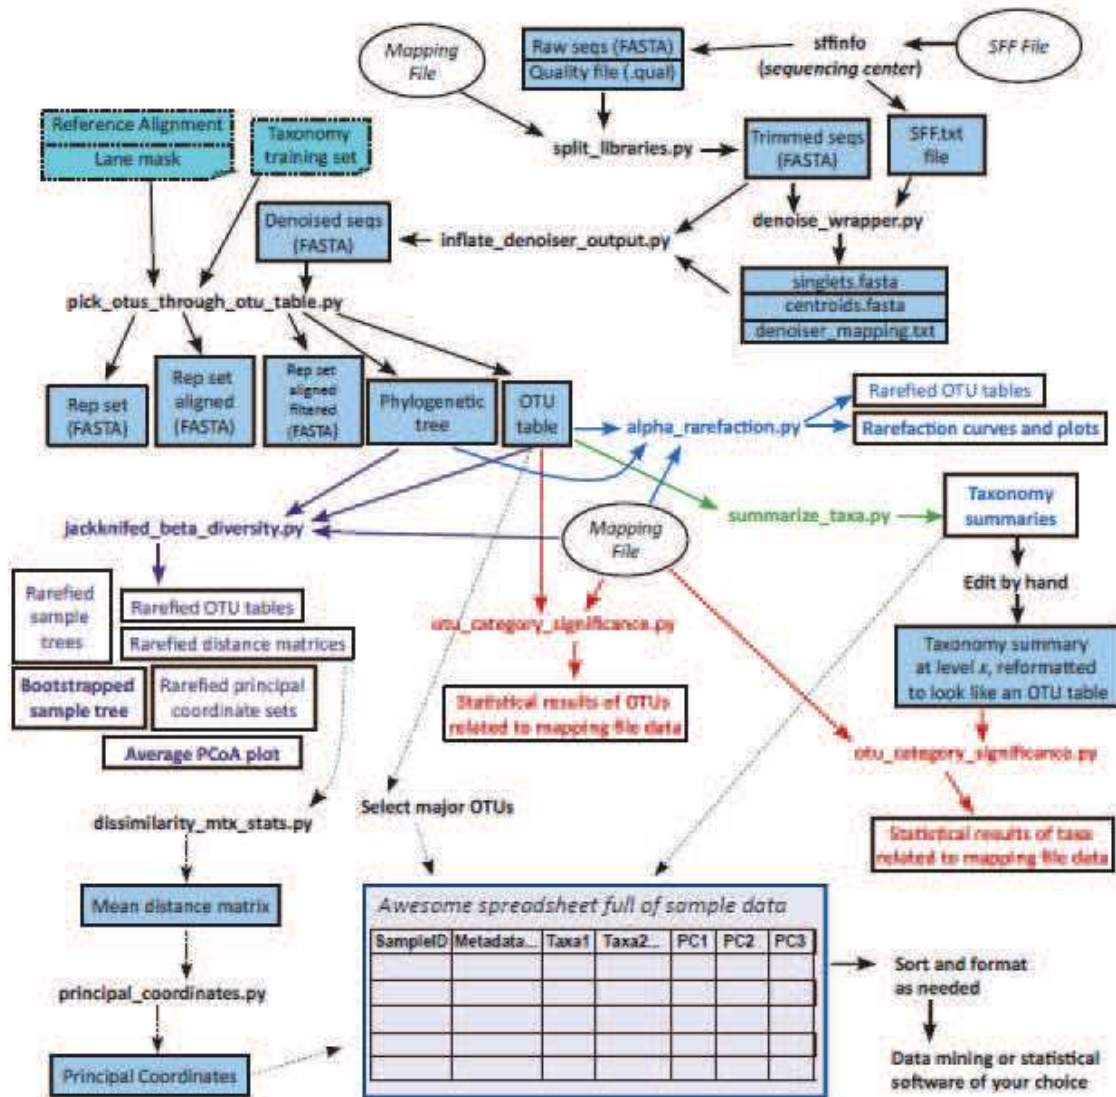 Mapping
File
Raw seqs (FASTA)
Quality file (.qual)
sffinfo
(sequencing center)
SFF File
Reference Alignment
Lane mask
Taxonomy
training set
split_libraries.py
Trimmed seqs
(FASTA)
SFF.txt
file
Denoised seqs
(FASTA)
inflate_denoiser_output.py
denoise_wrapper.py
singlets.fasta
centroids.fasta
denoiser_mapping.txt
pick_otus_through_otu_table.py
Rep set
(FASTA)
Rep set
aligned
(FASTA)
Rep set
aligned
filtered
(FASTA)
Phylogenetic
tree
OTU
table
alpha_rarefaction.py
Rarefied OTU tables
Rarefaction curves and plots
jackknifed_beta_diversity.py
Mapping
File
summarize_taxa.py
Taxonomy
summaries
Edit by hand
Rarefied
sample
trees
Rarefied OTU tables
Rarefied distance matrices
Bootstrapped
sample tree
Rarefied principal
coordinate sets
Average PCoA plot
otu_category_significance.py
Statistical results of OTUs
related to mapping file data
Taxonomy summary
at level x, reformatted
to look like an OTU table
otu_category_significance.py
Statistical results of taxa
related to mapping file data
Select major OTUs
dissimilarity_mtx_stats.py
Mean distance matrix
principal_coordinates.py
Principal Coordinates
Awesome spreadsheet full of sample data
SampleID Metadata... Taxa1 Taxa2... PC1 PC2 PC3
Sort and format
as needed
Data mining or statistical
software of your choice